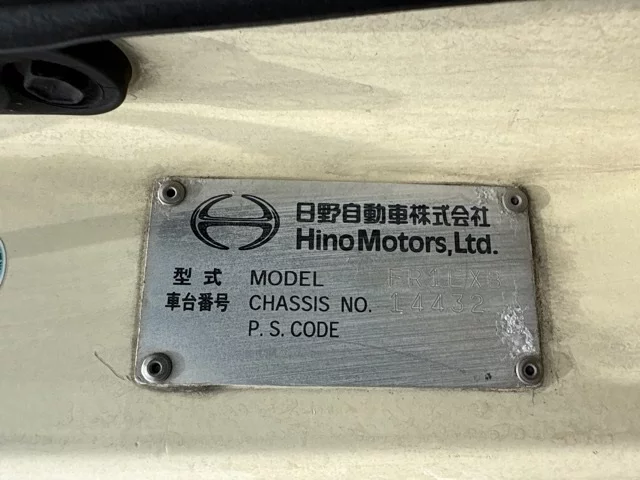 日野自動車株式会社
Hino Motors, Ltd.
型式 MODEL FR1EXB
車台番号 CHASSIS NO. 14432
P. S. CODE